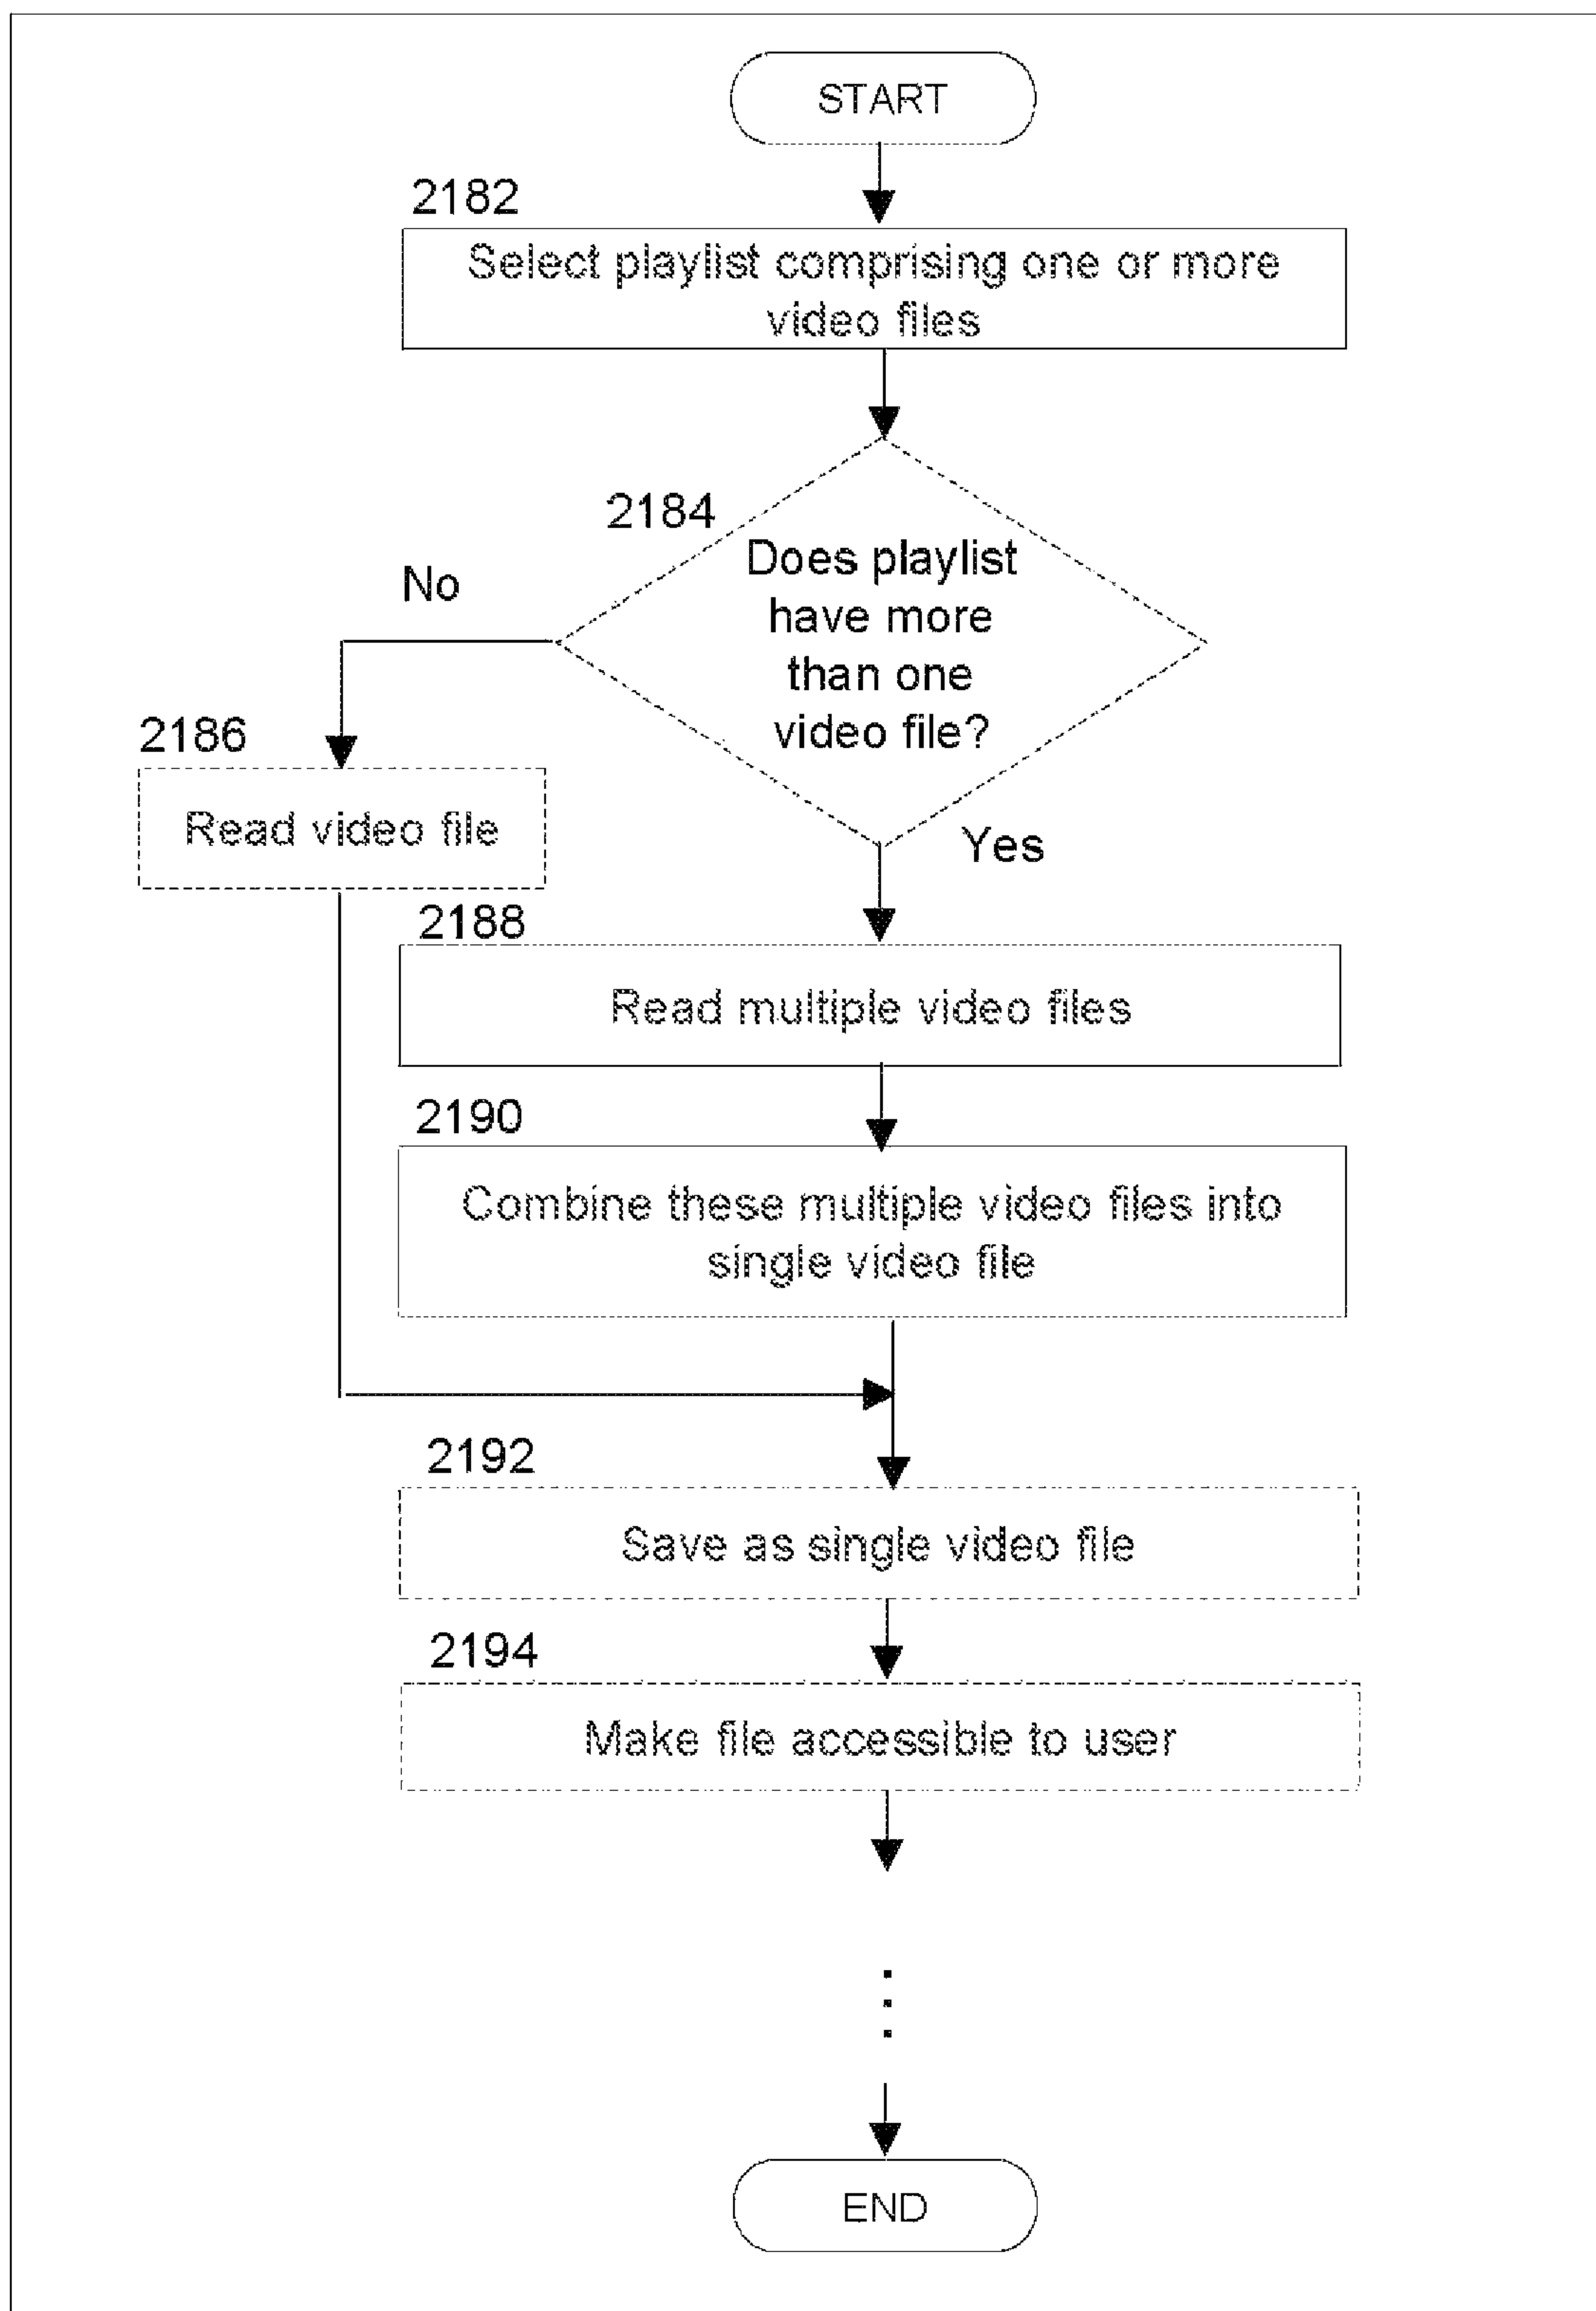 START
2182
Select playlist comprising one or more
video files
2184
Does playlist
have more
than one
video file?
No
Yes
2186
Read video file
2188
Read multiple video files
2190
Combine these multiple video files into
single video file
2192
Save as single video file
2194
Make file accessible to user
END